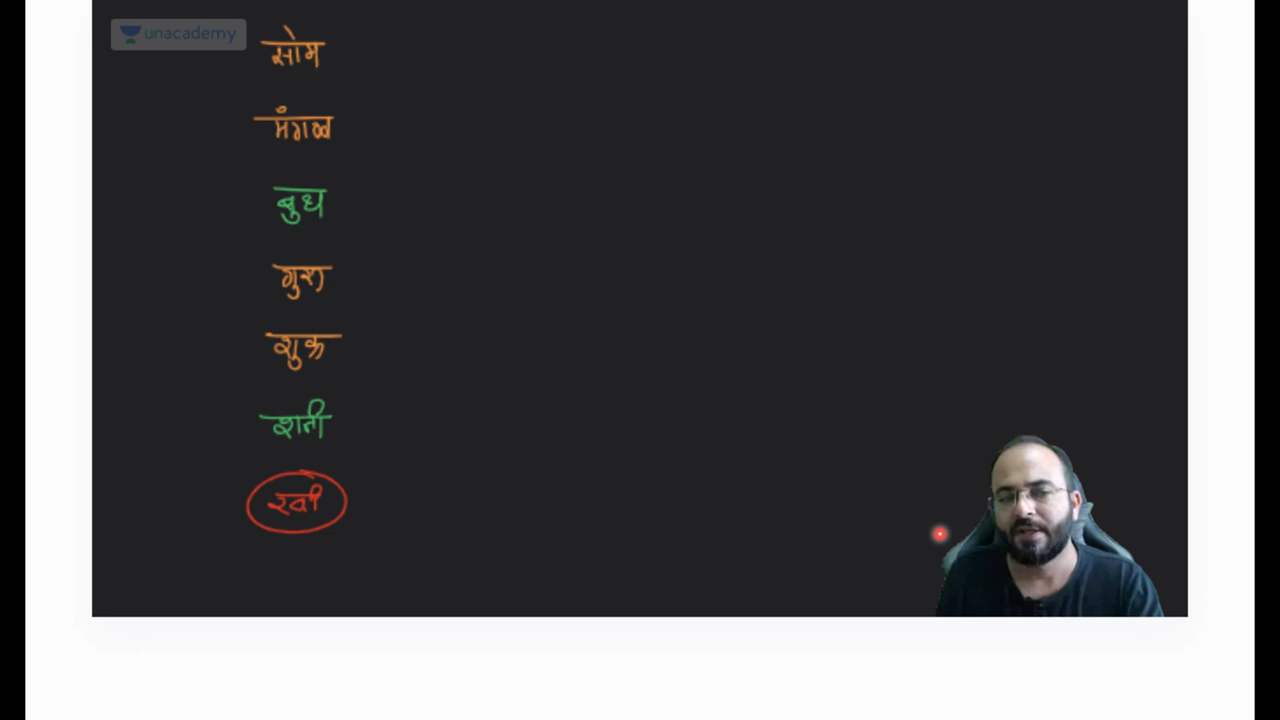 unacademy
सोम
मंगळ
बुध
गुरु
शुक्र
शनी
रवी